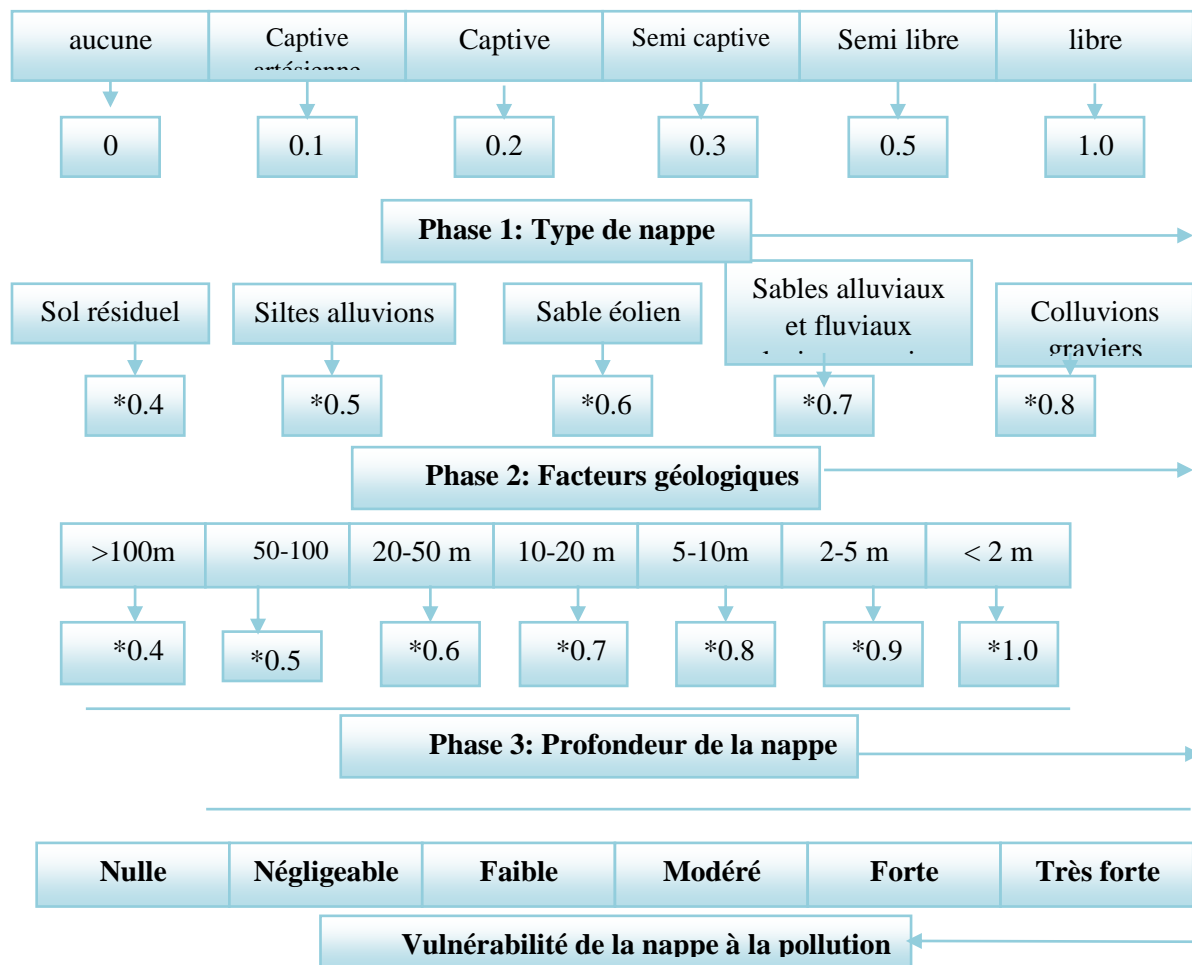 aucune
Captive
Captive
Semi captive
Semi libre
libre
0
0.1
0.2
0.3
0.5
1.0
Phase 1: Type de nappe
Sol résiduel
Siltes alluvions
Sable éolien
Sables alluviaux
et fluviaux
Colluvions
graviers
*0.4
*0.5
*0.6
*0.7
*0.8
Phase 2: Facteurs géologiques
>100m
50-100
20-50 m
10-20 m
5-10m
2-5 m
< 2 m
*0.4
*0.5
*0.6
*0.7
*0.8
*0.9
*1.0
Phase 3: Profondeur de la nappe
Nulle
Négligeable
Faible
Modéré
Forte
Très forte
Vulnérabilité de la nappe à la pollution